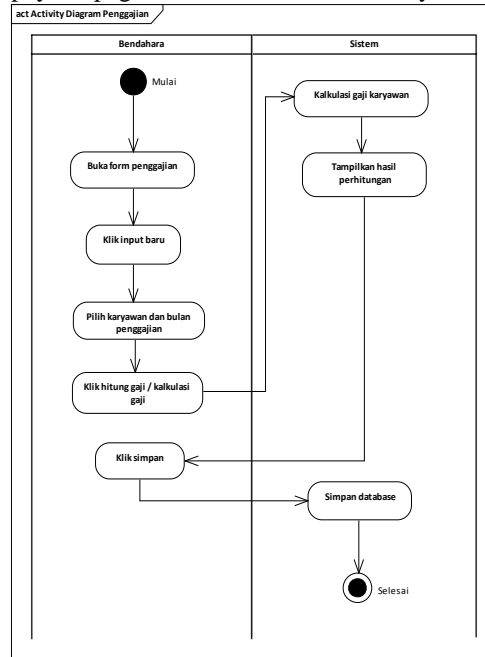 act Activity Diagram Penggajian
Bendahara
Sistem
Mulai
Buka form penggajian
Klik input baru
Pilih karyawan dan bulan
penggajian
Klik hitung gaji / kalkulasi
gaji
Kalkulasi gaji karyawan
Tampilkan hasil
perhitungan
Klik simpan
Simpan database
Selesai